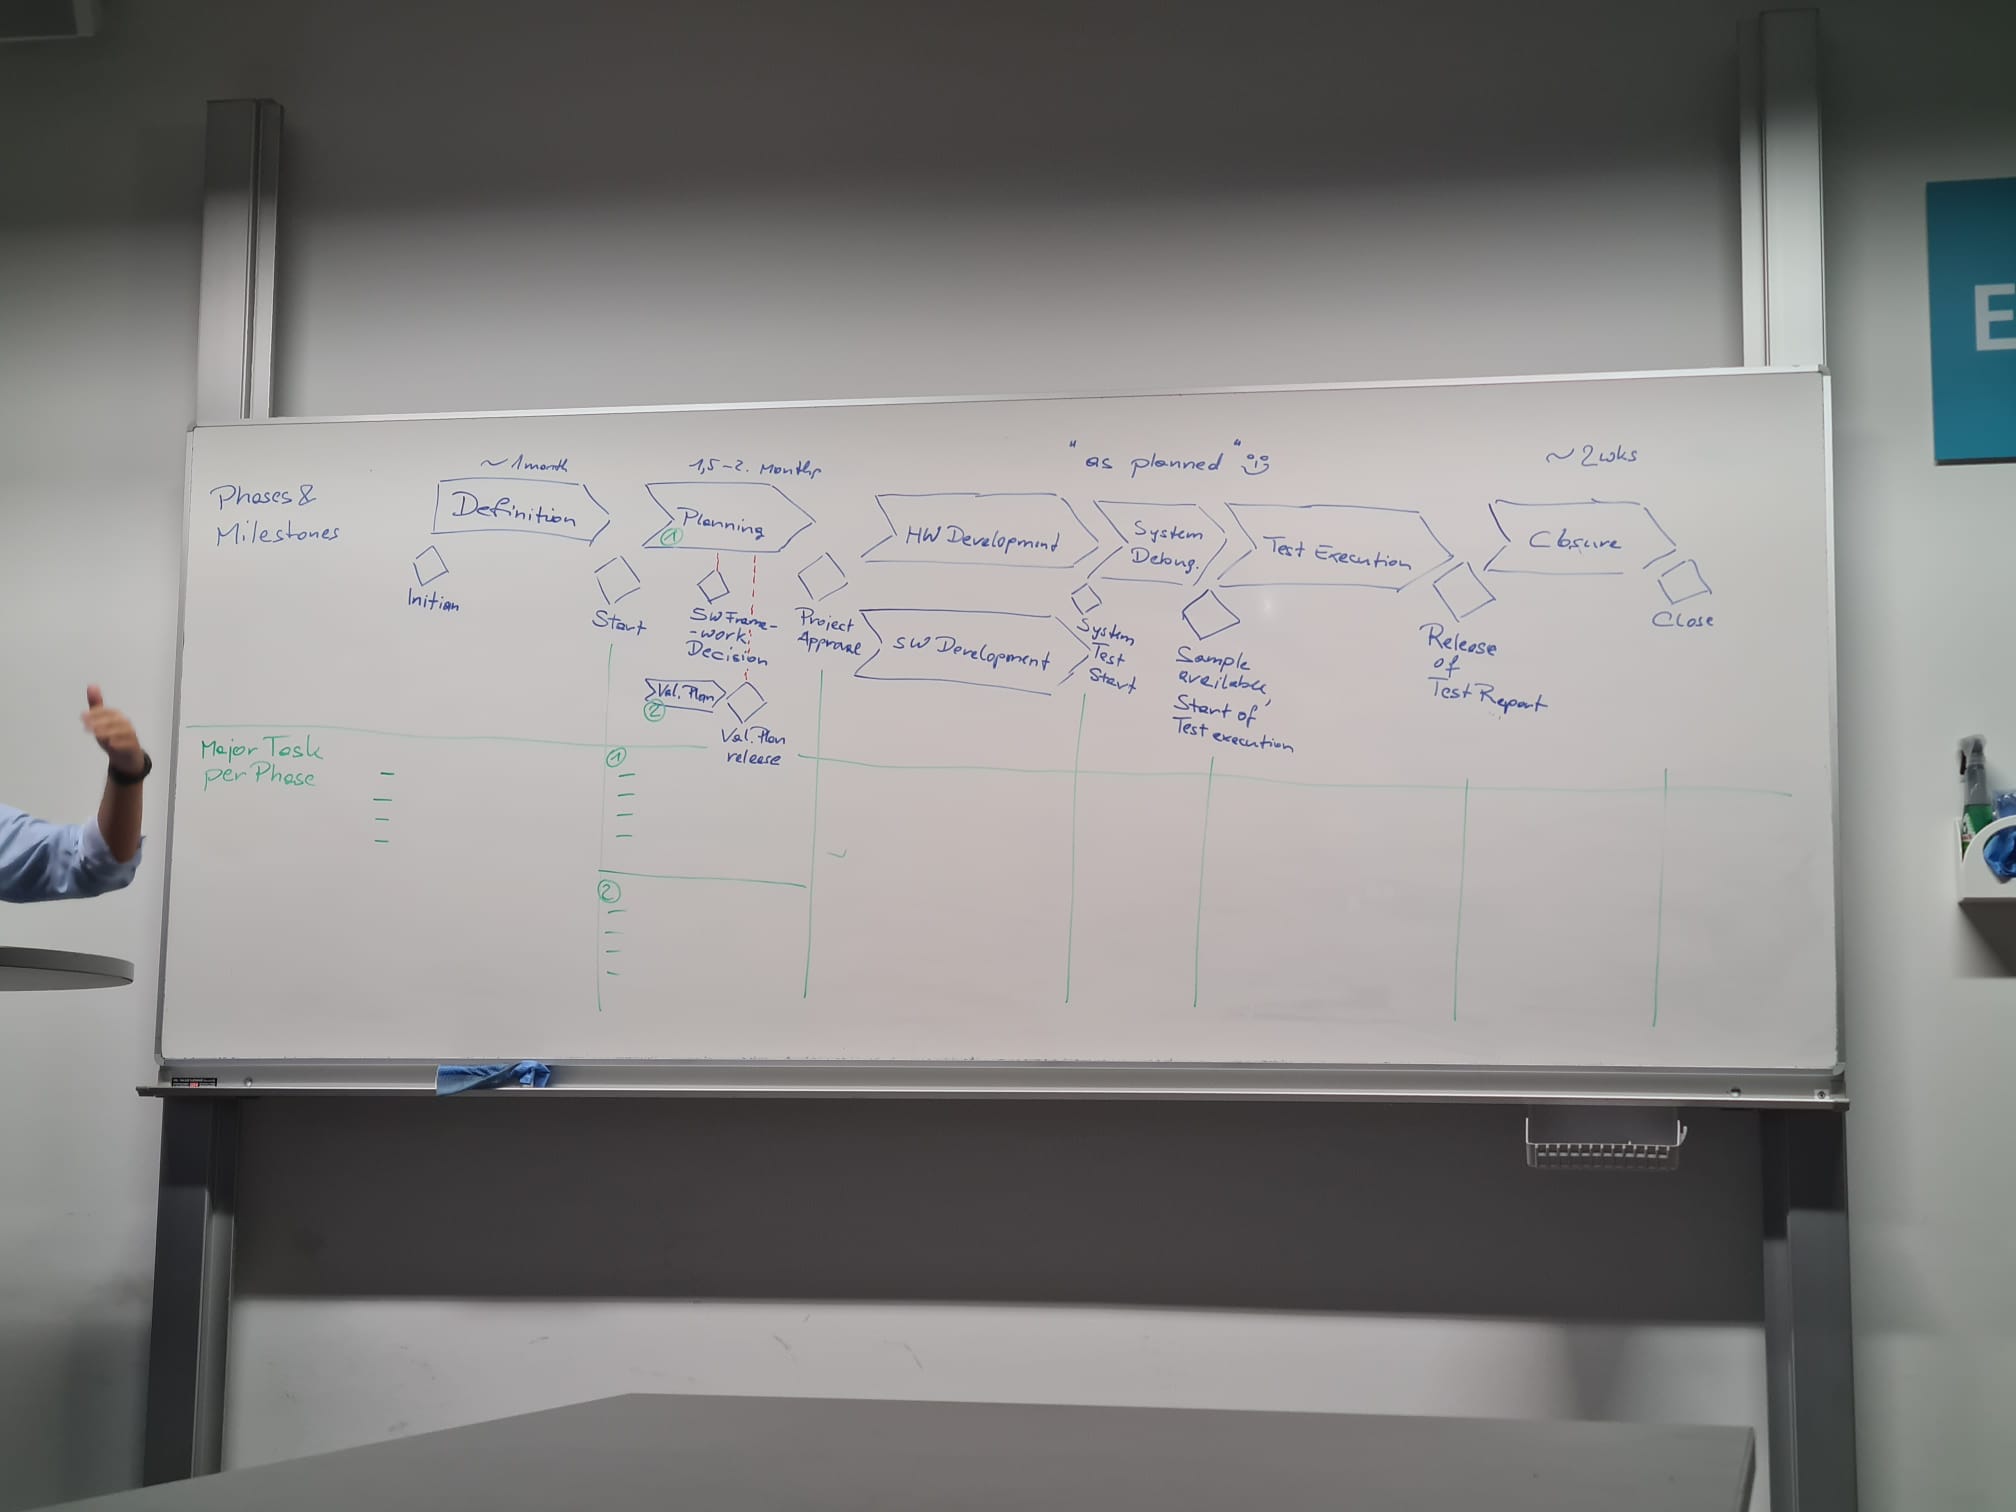 Phases &
Milestones
~ 1 month
Definition
Initian
Start
1,5-2. Months
Planning
1
SW Frame-
-work.
Decision
Val. Plan
2
Val. Plan
release
Project
"as planned"
HW Development
SW Development
System
Debug.
System
Test
Start
Test Execution
Sample
available,
Start of
Test execution
Release
of
Test Report
~ 2 wks
Closure
Close
Major Task
per Phase
1
2
E